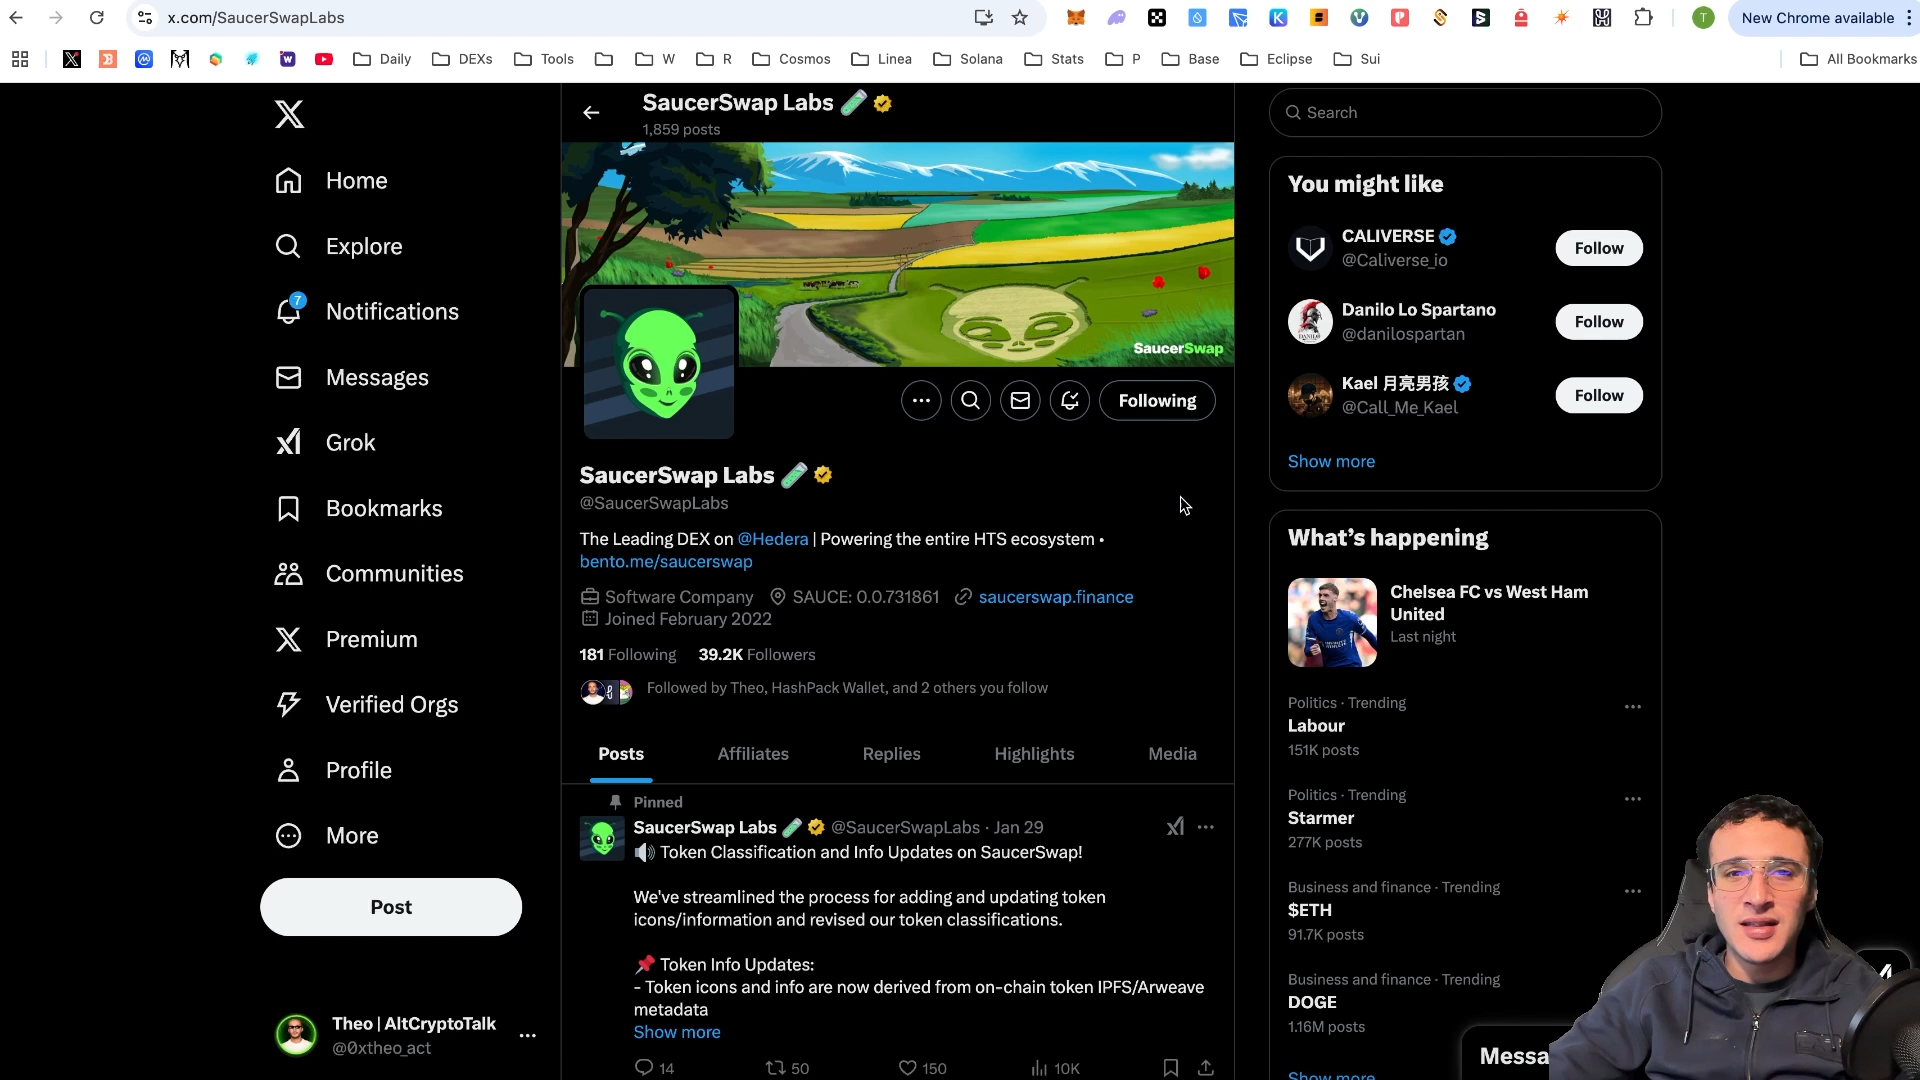 x.com/SaucerSwapLabs
New Chrome available
Daily
DEXs
Tools
W
R
Cosmos
Linea
Solana
Stats
P
Base
Eclipse
Sui
All Bookmarks
Home
Explore
7
Notifications
Messages
Grok
Bookmarks
Communities
Premium
Verified Orgs
Profile
More
Post
Theo | AltCryptoTalk
@0xtheo_act
SaucerSwap Labs
1,859 posts
SaucerSwap
Following
SaucerSwap Labs
@SaucerSwapLabs
The Leading DEX on @Hedera | Powering the entire HTS ecosystem •
bento.me/saucerswap
Software Company SAUCE: 0.0.731861 saucerswap.finance
Joined February 2022
181 Following 39.2K Followers
Followed by Theo, HashPack Wallet, and 2 others you follow
Posts Affiliates Replies Highlights Media
Pinned
SaucerSwap Labs @SaucerSwapLabs · Jan 29
Token Classification and Info Updates on SaucerSwap!
We've streamlined the process for adding and updating token
icons/information and revised our token classifications.
Token Info Updates:
- Token icons and info are now derived from on-chain token IPFS/Arweave
metadata
Show more
14 50 150 10K
Search
You might like
CALIVERSE
@Caliverse_io
Follow
Danilo Lo Spartano
@danilospartan
Follow
Kael 月亮男孩
@Call_Me_Kael
Follow
Show more
What's happening
Chelsea FC vs West Ham
United
Last night
Politics · Trending
Labour
151K posts
Politics · Trending
Starmer
277K posts
Business and finance · Trending
$ETH
91.7K posts
Business and finance · Trending
DOGE
1.16M posts
Show more
Messa
T